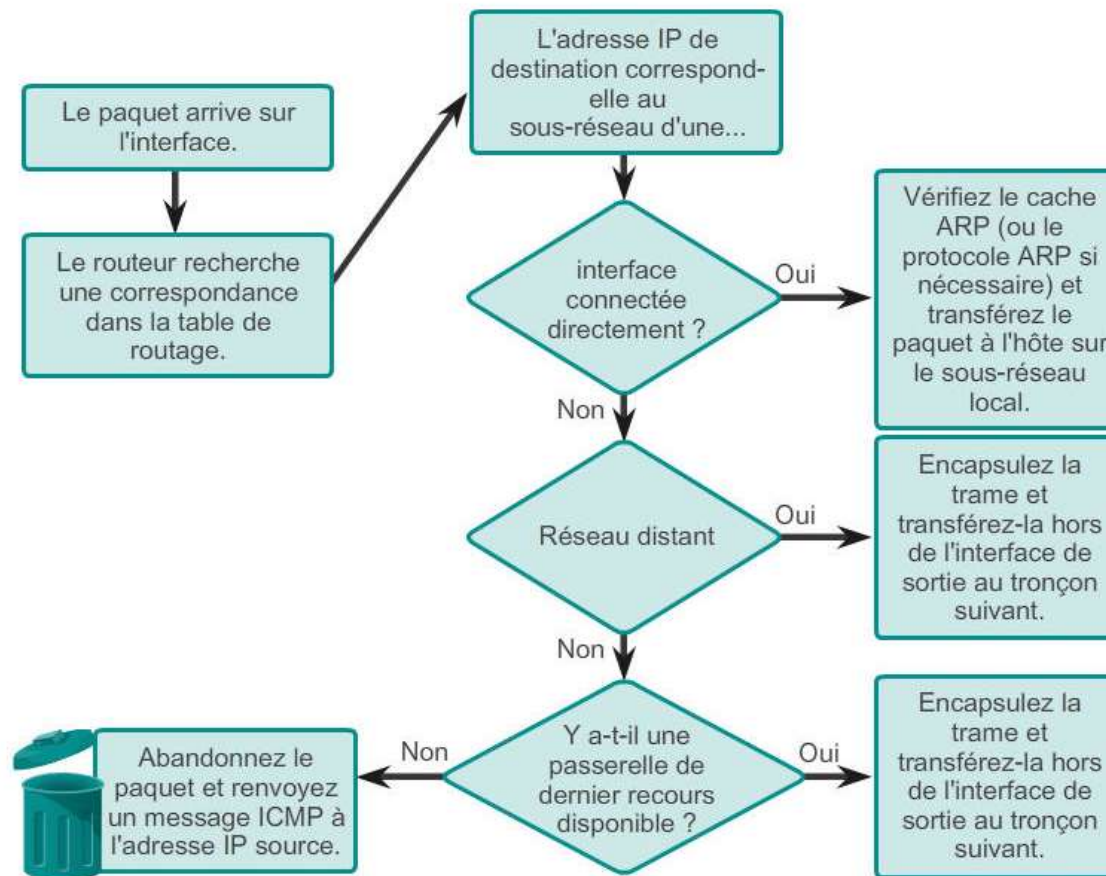 Le paquet arrive sur
l'interface.
Le routeur recherche
une correspondance
dans la table de
routage.
L'adresse IP de
destination correspond-
elle au
sous-réseau d'une...
interface
connectée
directement ?
Oui
Vérifiez le cache
ARP (ou le
protocole ARP si
nécessaire) et
transférez le
paquet à l'hôte sur
le sous-réseau
local.
Non
Réseau distant
Oui
Encapsulez la
trame et
transférez-la hors
de l'interface de
sortie au tronçon
suivant.
Non
Y a-t-il une
passerelle de
dernier recours
disponible ?
Oui
Encapsulez la
trame et
transférez-la hors
de l'interface de
sortie au tronçon
suivant.
Non
Abandonnez le
paquet et renvoyez
un message ICMP à
l'adresse IP source.